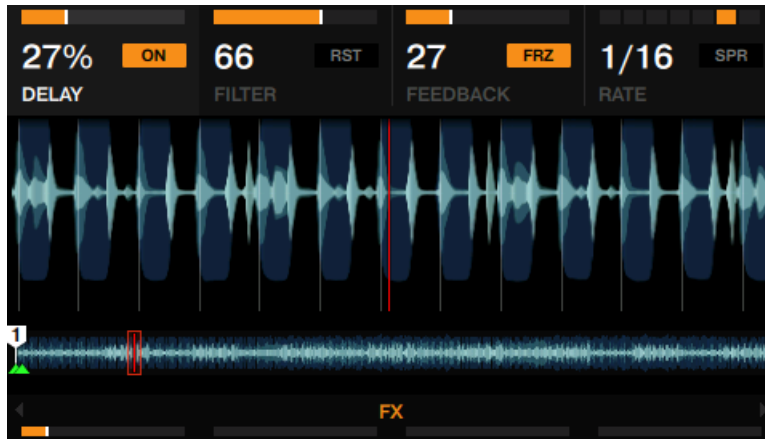 27% ON 66 RST 27 FRZ 1/16 SPR
DELAY FILTER FEEDBACK RATE
1
FX